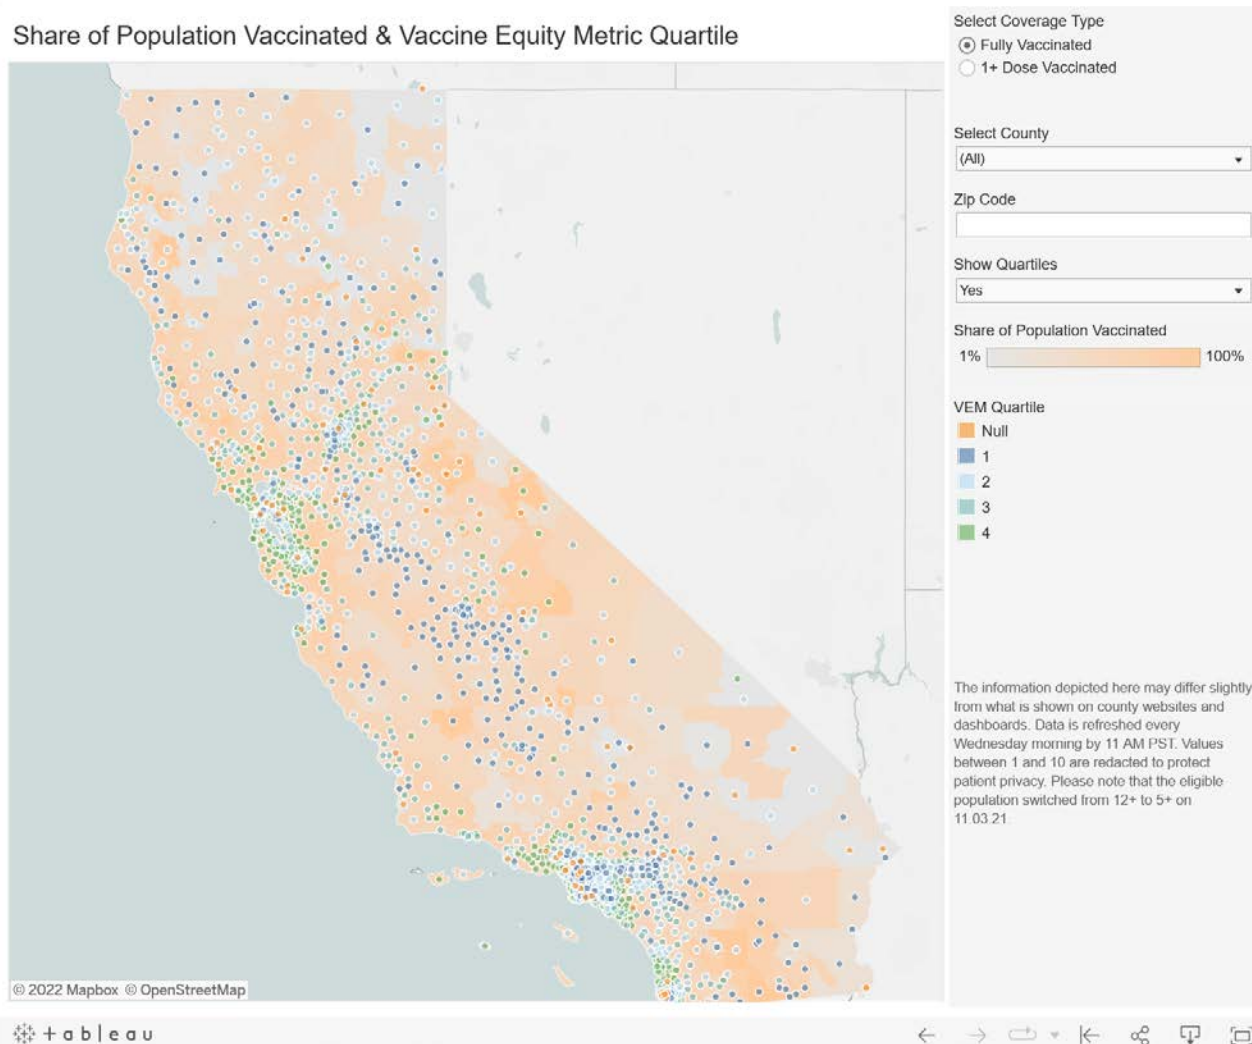 Share of Population Vaccinated & Vaccine Equity Metric Quartile
© 2022 Mapbox © OpenStreetMap
Select Coverage Type
Fully Vaccinated
1+ Dose Vaccinated
Select County
(All)
Zip Code
Show Quartiles
Yes
Share of Population Vaccinated
1% 100%
VEM Quartile
Null
1
2
3
4
The information depicted here may differ slightly
from what is shown on county websites and
dashboards. Data is refreshed every
Wednesday morning by 11 AM PST. Values
between 1 and 10 are redacted to protect
patient privacy. Please note that the eligible
population switched from 12+ to 5+ on
11.03.21.
+ableau